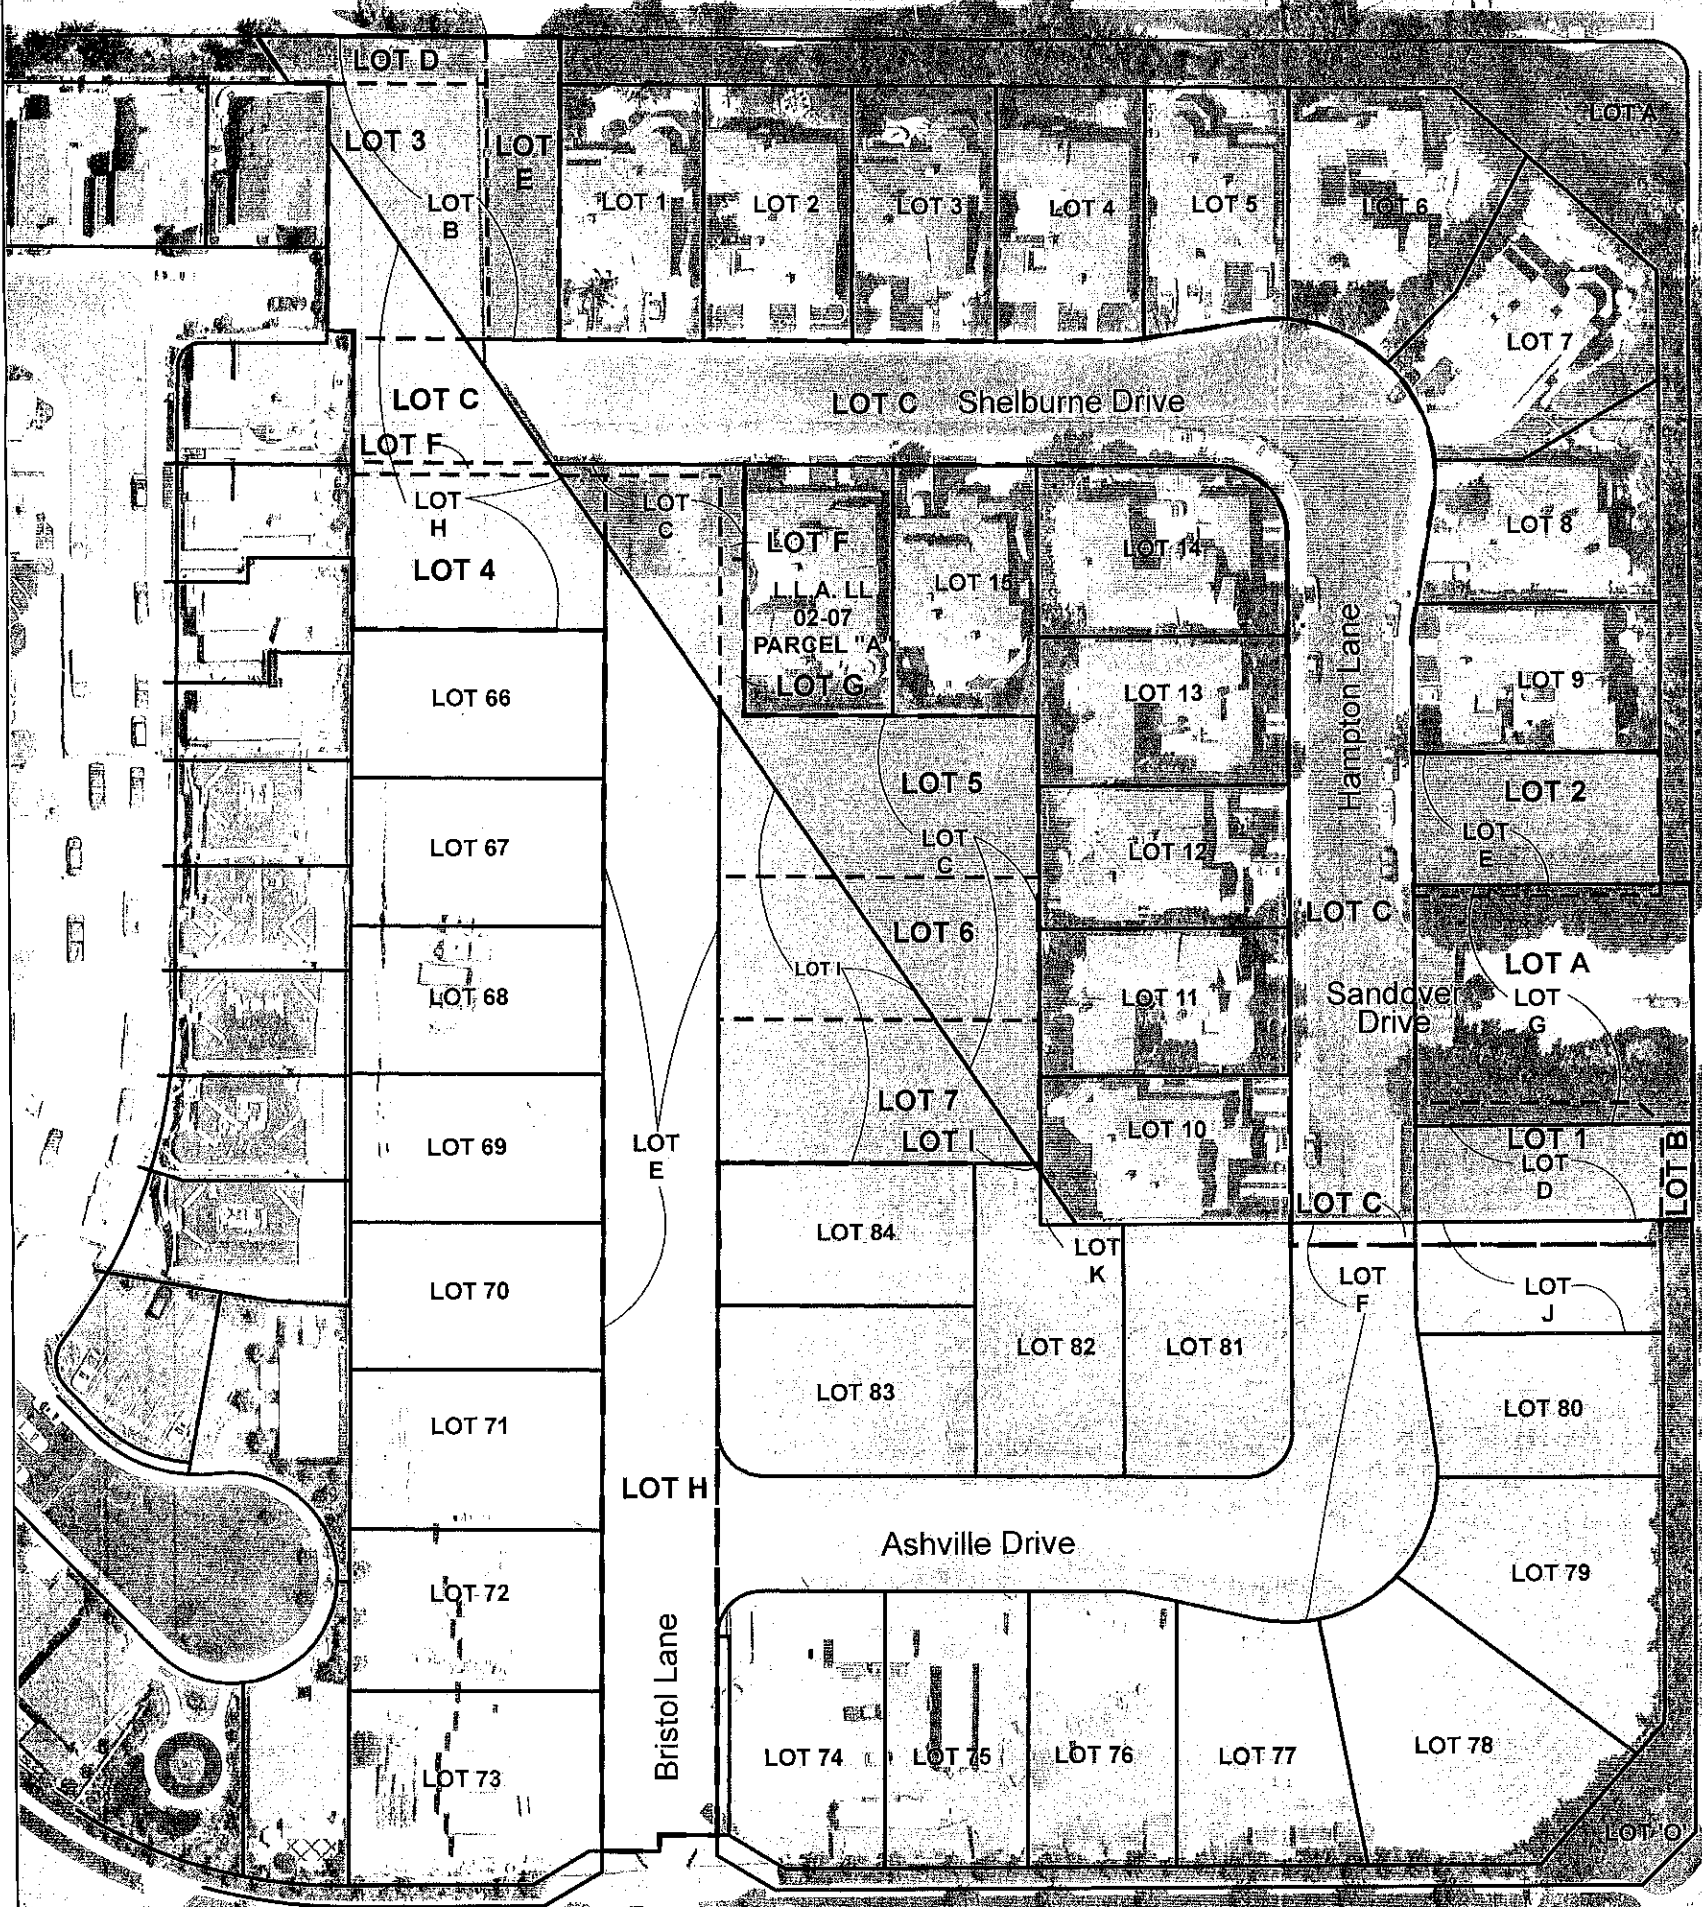 LOT D
LOT A
LOT 3
LOT
E
LOT
B
LOT 1
LOT 2
LOT 3
LOT 4
LOT 5
LOT 6
LOT 7
LOT C
LOT C
Shelburne Drive
LOT F
LOT
H
LOT
C
LOT 4
LOT F
L.L.A. LL
02-07
PARCEL "A"
LOT G
LOT 15
LOT 14
LOT 8
LOT 13
Hampton Lane
LOT 9
LOT 66
LOT 5
LOT 2
LOT
C
LOT 12
LOT
E
LOT 67
LOT 6
LOT C
LOT I
LOT 68
LOT 11
Sandover
Drive
LOT A
LOT
G
LOT 7
LOT I
LOT 10
LOT 69
LOT
E
LOT 1
LOT
D
LOT B
LOT C
LOT 84
LOT
K
LOT
F
LOT
J
LOT 70
LOT 82
LOT 81
LOT 83
LOT 80
LOT 71
LOT H
Ashville Drive
LOT 79
LOT 72
Bristol Lane
LOT 73
LOT 74
LOT 75
LOT 76
LOT 77
LOT 78
LOT 'O'